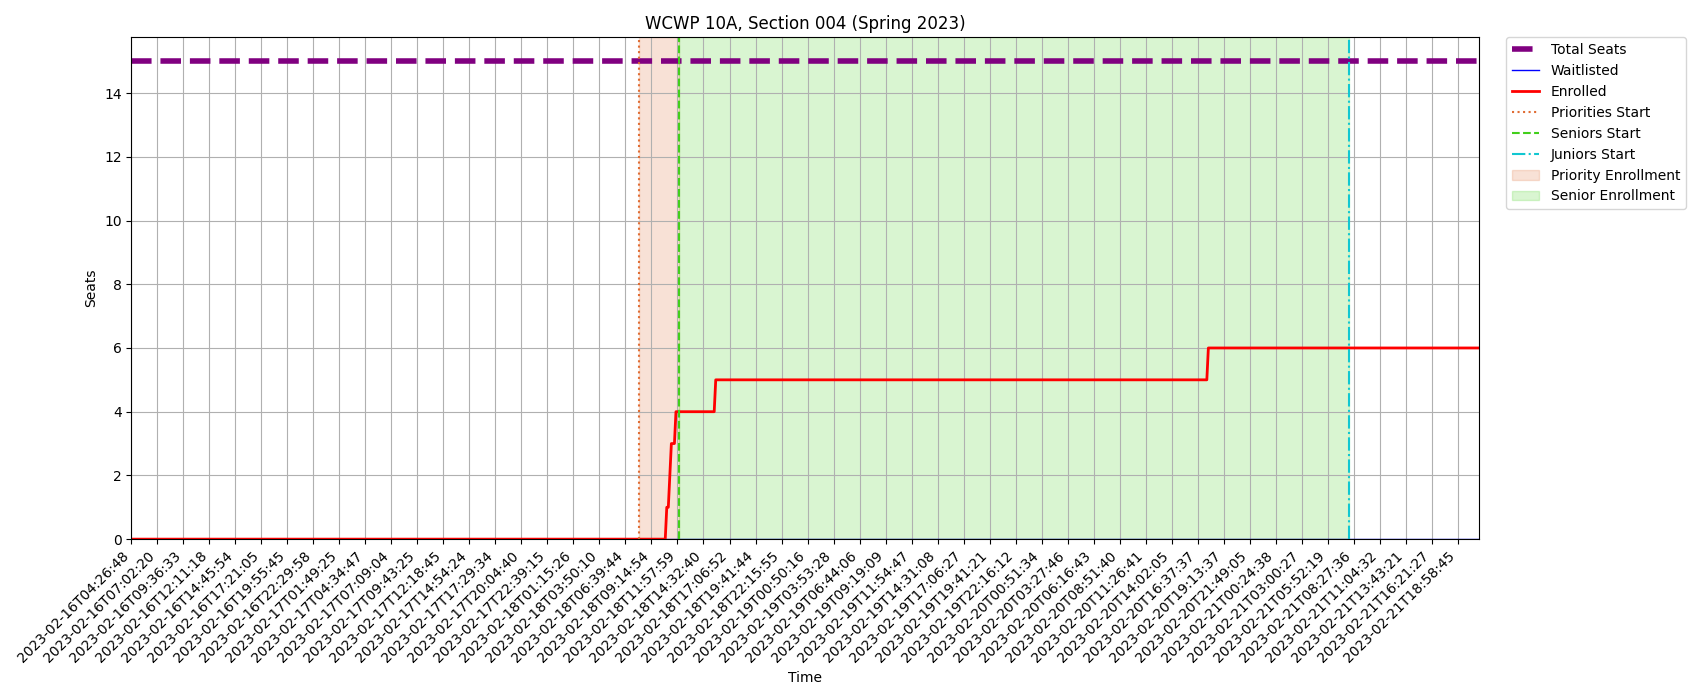 WCWP 10A, Section 004 (Spring 2023)
Total Seats
Waitlisted
Enrolled
Priorities Start
Seniors Start
Juniors Start
Priority Enrollment
Senior Enrollment
Seats
14
12
10
8
6
4
2
0
2023-02-16T04:26:48
2023-02-16T07:02:20
2023-02-16T09:36:33
2023-02-16T12:11:18
2023-02-16T14:45:54
2023-02-16T17:21:05
2023-02-16T19:55:45
2023-02-16T22:29:58
2023-02-17T01:49:25
2023-02-17T04:34:47
2023-02-17T07:09:04
2023-02-17T09:43:25
2023-02-17T12:18:45
2023-02-17T14:54:24
2023-02-17T17:29:34
2023-02-17T20:04:40
2023-02-17T22:39:15
2023-02-18T01:15:26
2023-02-18T03:50:10
2023-02-18T06:39:44
2023-02-18T09:14:54
2023-02-18T11:57:59
2023-02-18T14:32:40
2023-02-18T17:06:52
2023-02-18T19:41:44
2023-02-18T22:15:55
2023-02-19T00:50:16
2023-02-19T03:53:28
2023-02-19T06:44:06
2023-02-19T09:19:09
2023-02-19T11:54:47
2023-02-19T14:31:08
2023-02-19T17:06:27
2023-02-19T19:41:21
2023-02-19T22:16:12
2023-02-20T00:51:34
2023-02-20T03:27:46
2023-02-20T06:16:43
2023-02-20T08:51:40
2023-02-20T11:26:41
2023-02-20T14:02:05
2023-02-20T16:37:37
2023-02-20T19:13:37
2023-02-20T21:49:05
2023-02-21T00:24:38
2023-02-21T03:00:27
2023-02-21T05:52:19
2023-02-21T08:27:36
2023-02-21T11:04:32
2023-02-21T13:43:21
2023-02-21T16:21:27
2023-02-21T18:58:45
Time